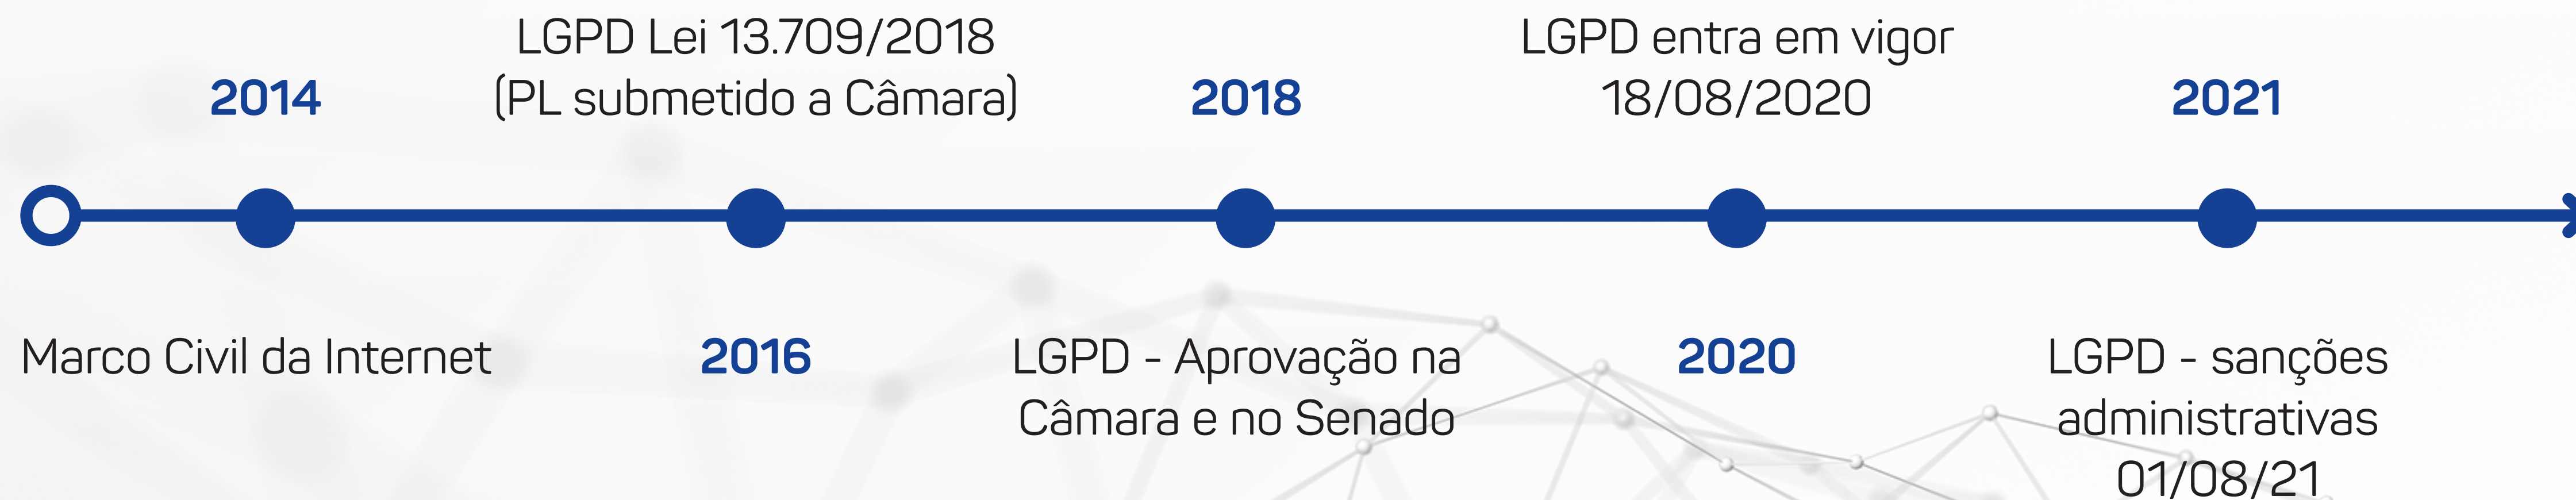 2014
Marco Civil da Internet
LGPD Lei 13.709/2018
(PL submetido a Câmara)
2016
2018
LGPD - Aprovação na
Câmara e no Senado
LGPD entra em vigor
18/08/2020
2020
2021
LGPD - sanções
administrativas
01/08/21